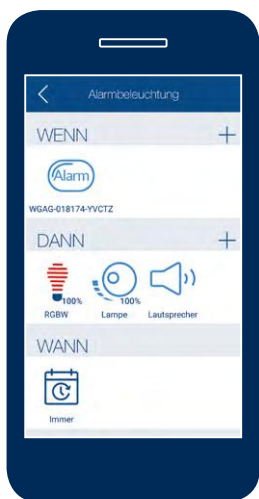 Alarmbeleuchtung
WENN
Alarm
WGAG-018174-YVCTZ
DANN
100% 100%
RGBW Lampe Lautsprecher
WANN
Immer